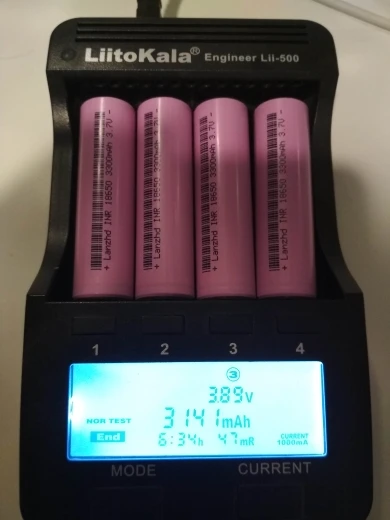 LiitoKala® Engineer Lii-500
+ Lanzhd INR 18650 3300mAh 3.7V -
+ Lanzhd INR 18650 3300mAh 3.7V -
+ Lanzhd INR 18650 3300mAh 3.7V -
+ Lanzhd INR 18650 3300mAh 3.7V -
1 2 3 4
3
3.89v
NOR TEST 3141mAh
End 6:34h 47mR CURRENT 1000mA
MODE CURRENT